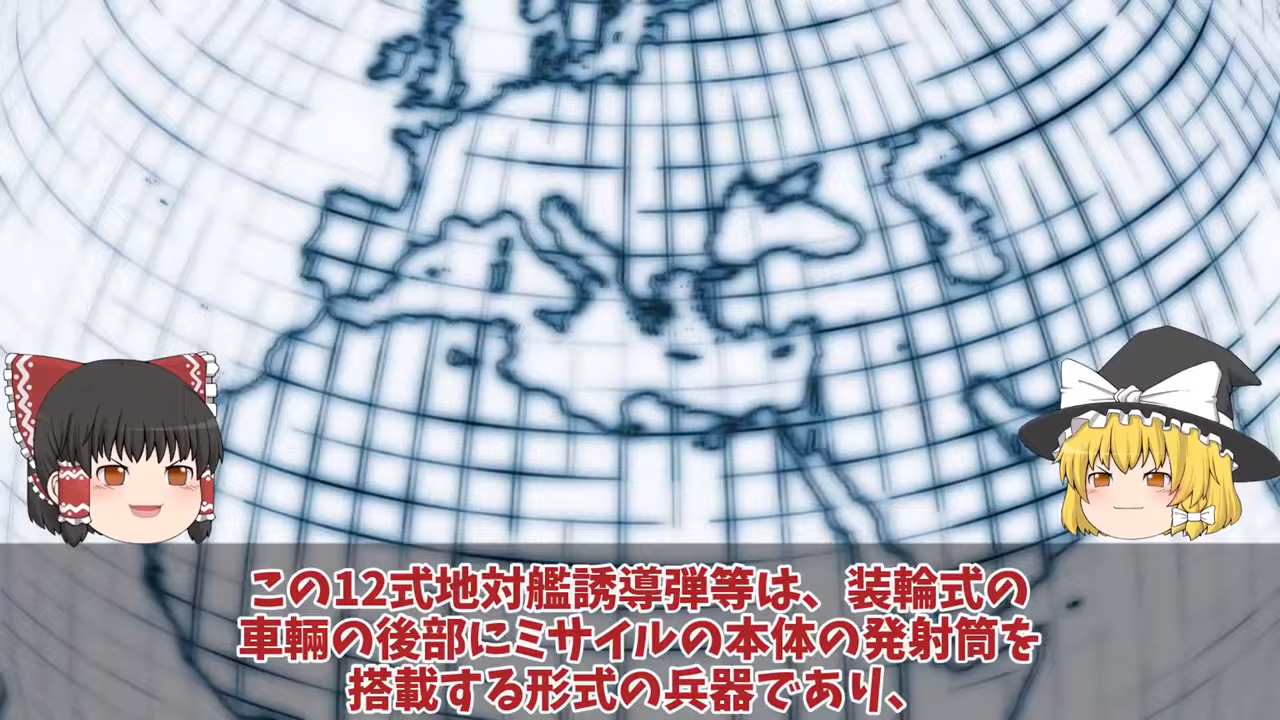 この12式地対艦誘導弾等は、装輪式の
車輌の後部にミサイルの本体の発射筒を
搭載する形式の兵器であり、